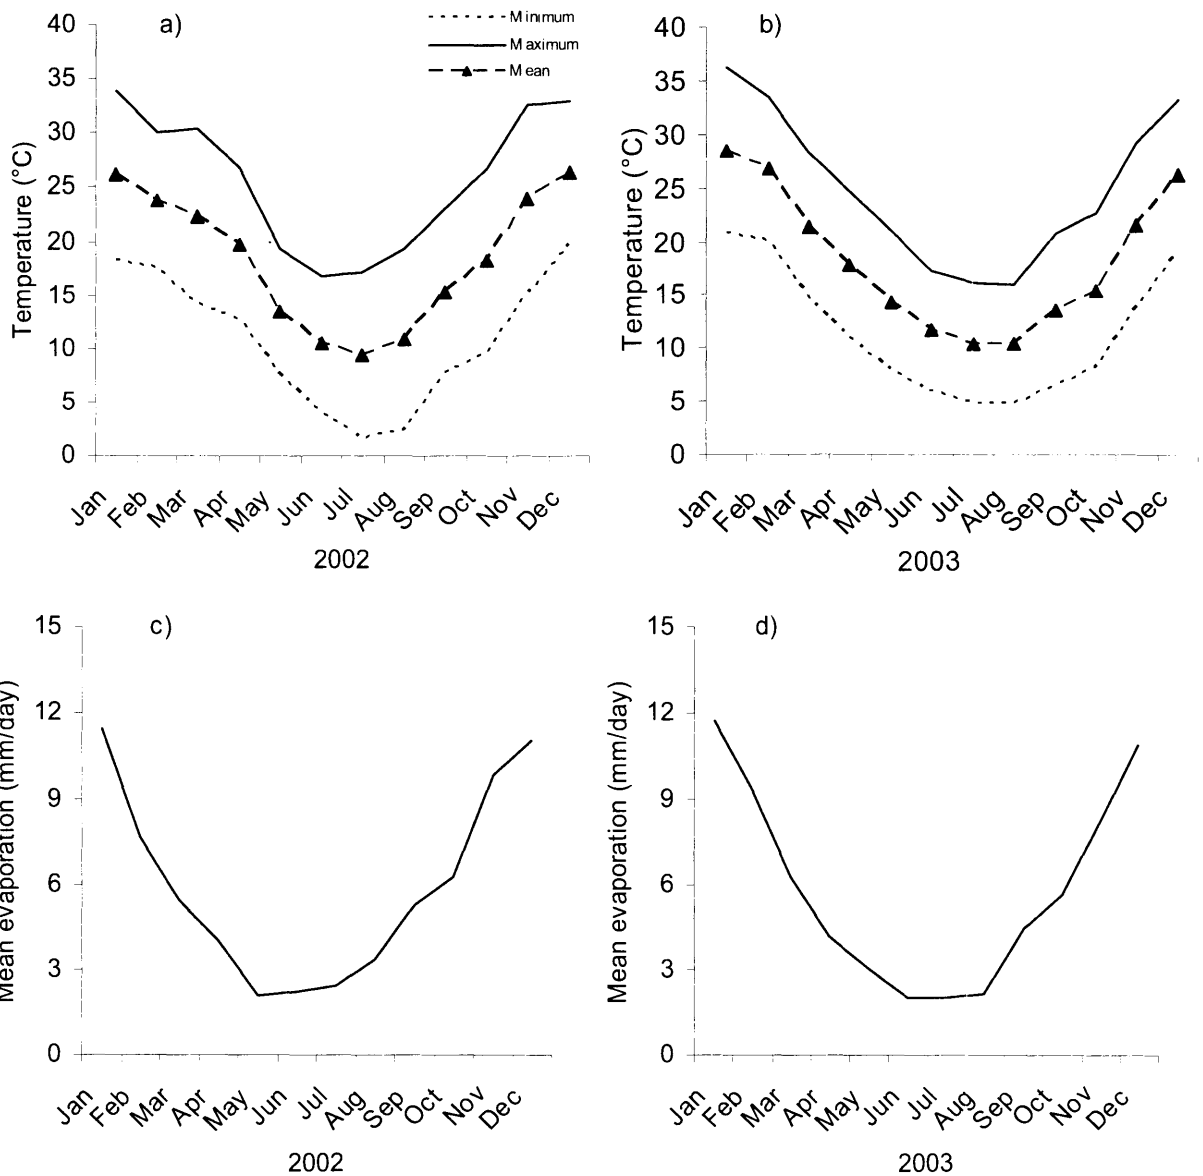 a)
Minimum
Maximum
Mean
40
35
30
25
20
15
10
5
0
Temperature (°C)
Jan Feb Mar Apr May Jun Jul Aug Sep Oct Nov Dec
2002
b)
40
35
30
25
20
15
10
5
0
Temperature (°C)
Jan Feb Mar Apr May Jun Jul Aug Sep Oct Nov Dec
2003
c)
15
12
9
6
3
0
Mean evaporation (mm/day)
Jan Feb Mar Apr May Jun Jul Aug Sep Oct Nov Dec
2002
d)
15
12
9
6
3
0
Mean evaporation (mm/day)
Jan Feb Mar Apr May Jun Jul Aug Sep Oct Nov Dec
2003